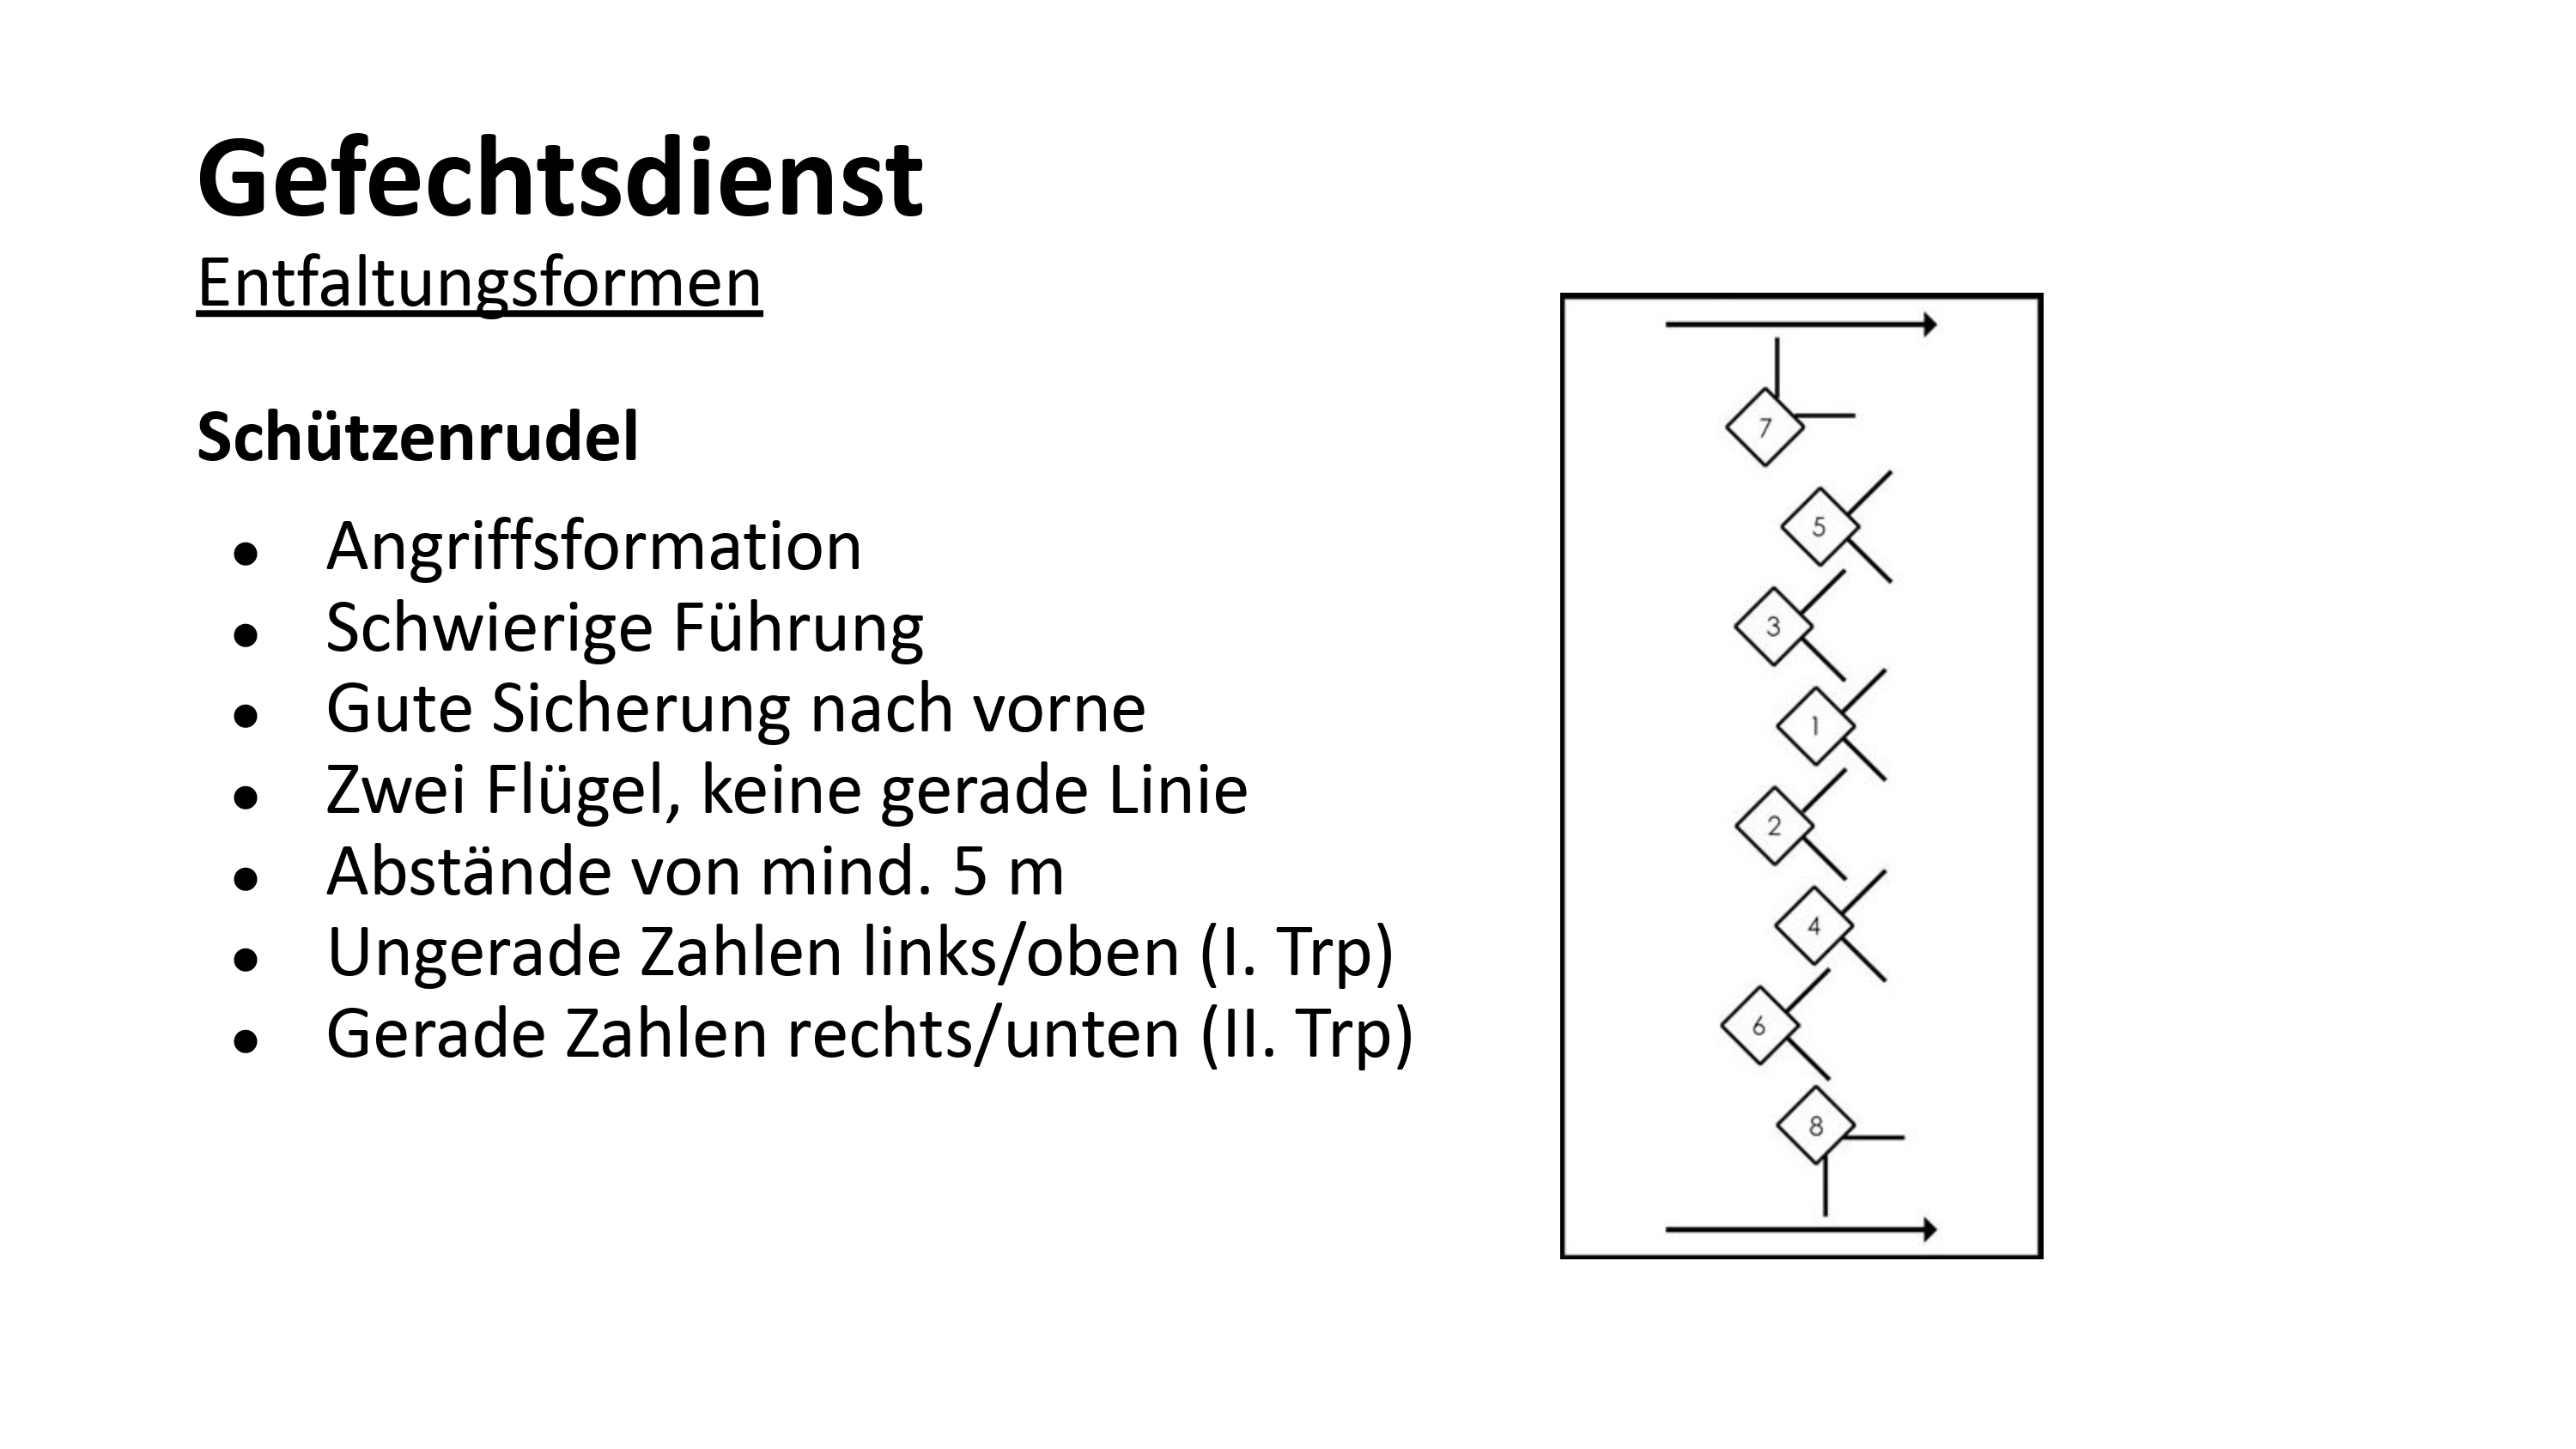 Gefechtsdienst
Entfaltungsformen
Schützenrudel
● Angriffsformation
● Schwierige Führung
● Gute Sicherung nach vorne
● Zwei Flügel, keine gerade Linie
● Abstände von mind. 5 m
● Ungerade Zahlen links/oben (I. Trp)
● Gerade Zahlen rechts/unten (II. Trp)
7
5
3
1
2
4
6
8